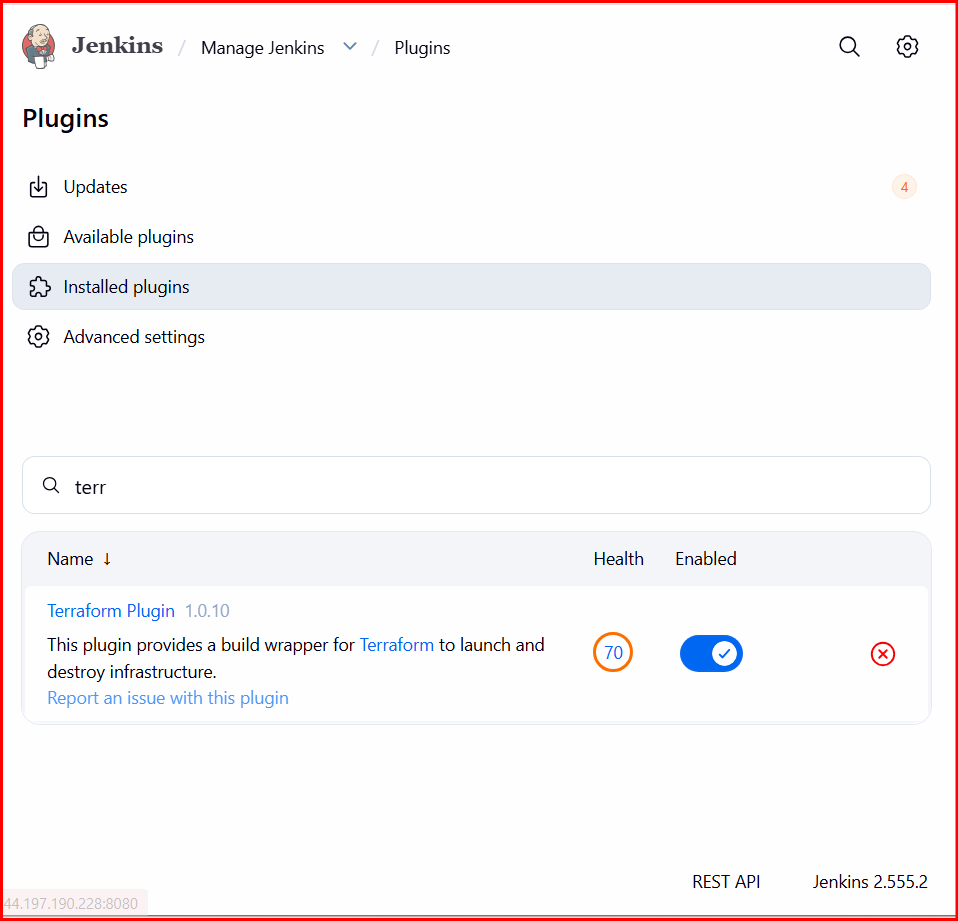 Jenkins / Manage Jenkins / Plugins
Plugins
Updates 4
Available plugins
Installed plugins
Advanced settings
terr
Name ↓ Health Enabled
Terraform Plugin 1.0.10
This plugin provides a build wrapper for Terraform to launch and
destroy infrastructure.
70
Report an issue with this plugin
REST API Jenkins 2.555.2
44.197.190.228:8080